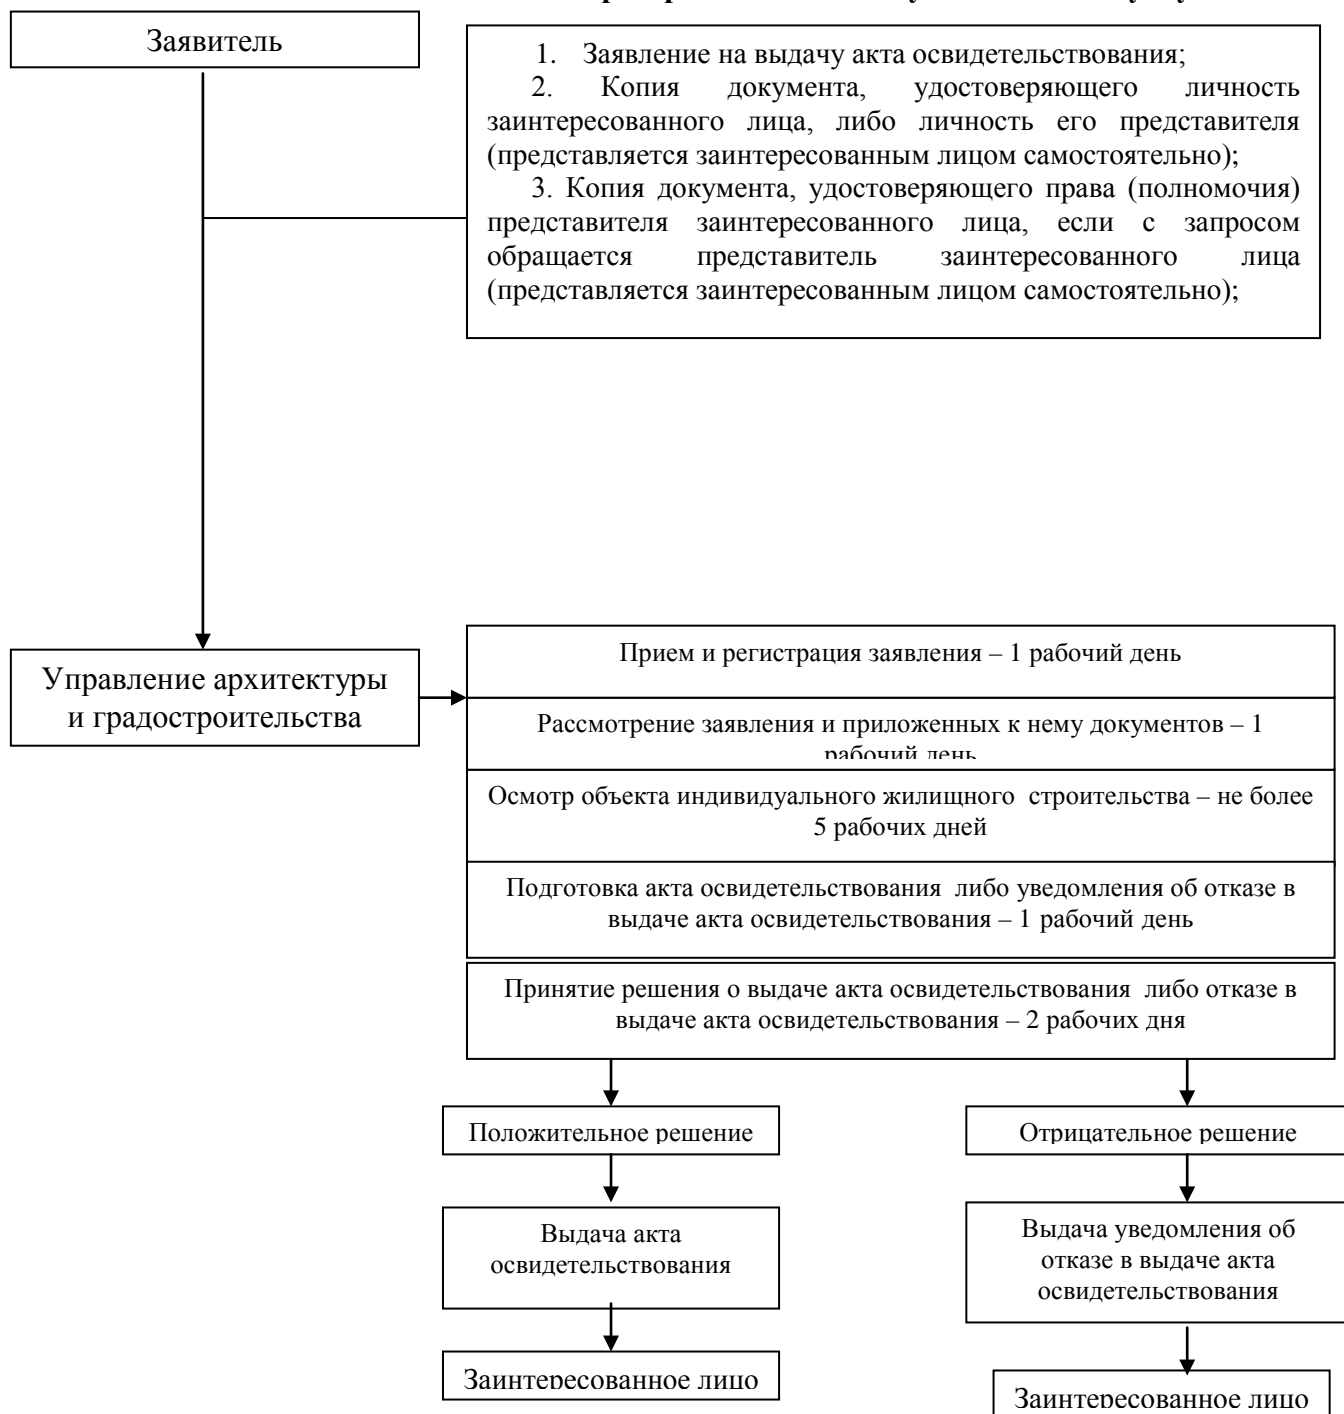 Заявитель
1. Заявление на выдачу акта освидетельствования;
2. Копия документа, удостоверяющего личность
заинтересованного лица, либо личность его представителя
(представляется заинтересованным лицом самостоятельно);
3. Копия документа, удостоверяющего права (полномочия)
представителя заинтересованного лица, если с запросом
обращается представитель заинтересованного лица
(представляется заинтересованным лицом самостоятельно);
Управление архитектуры
и градостроительства
Прием и регистрация заявления – 1 рабочий день
Рассмотрение заявления и приложенных к нему документов – 1
рабочий день
Осмотр объекта индивидуального жилищного строительства – не более
5 рабочих дней
Подготовка акта освидетельствования либо уведомления об отказе в
выдаче акта освидетельствования – 1 рабочий день
Принятие решения о выдаче акта освидетельствования либо отказе в
выдаче акта освидетельствования – 2 рабочих дня
Положительное решение
Отрицательное решение
Выдача акта
освидетельствования
Выдача уведомления об
отказе в выдаче акта
освидетельствования
Заинтересованное лицо
Заинтересованное лицо